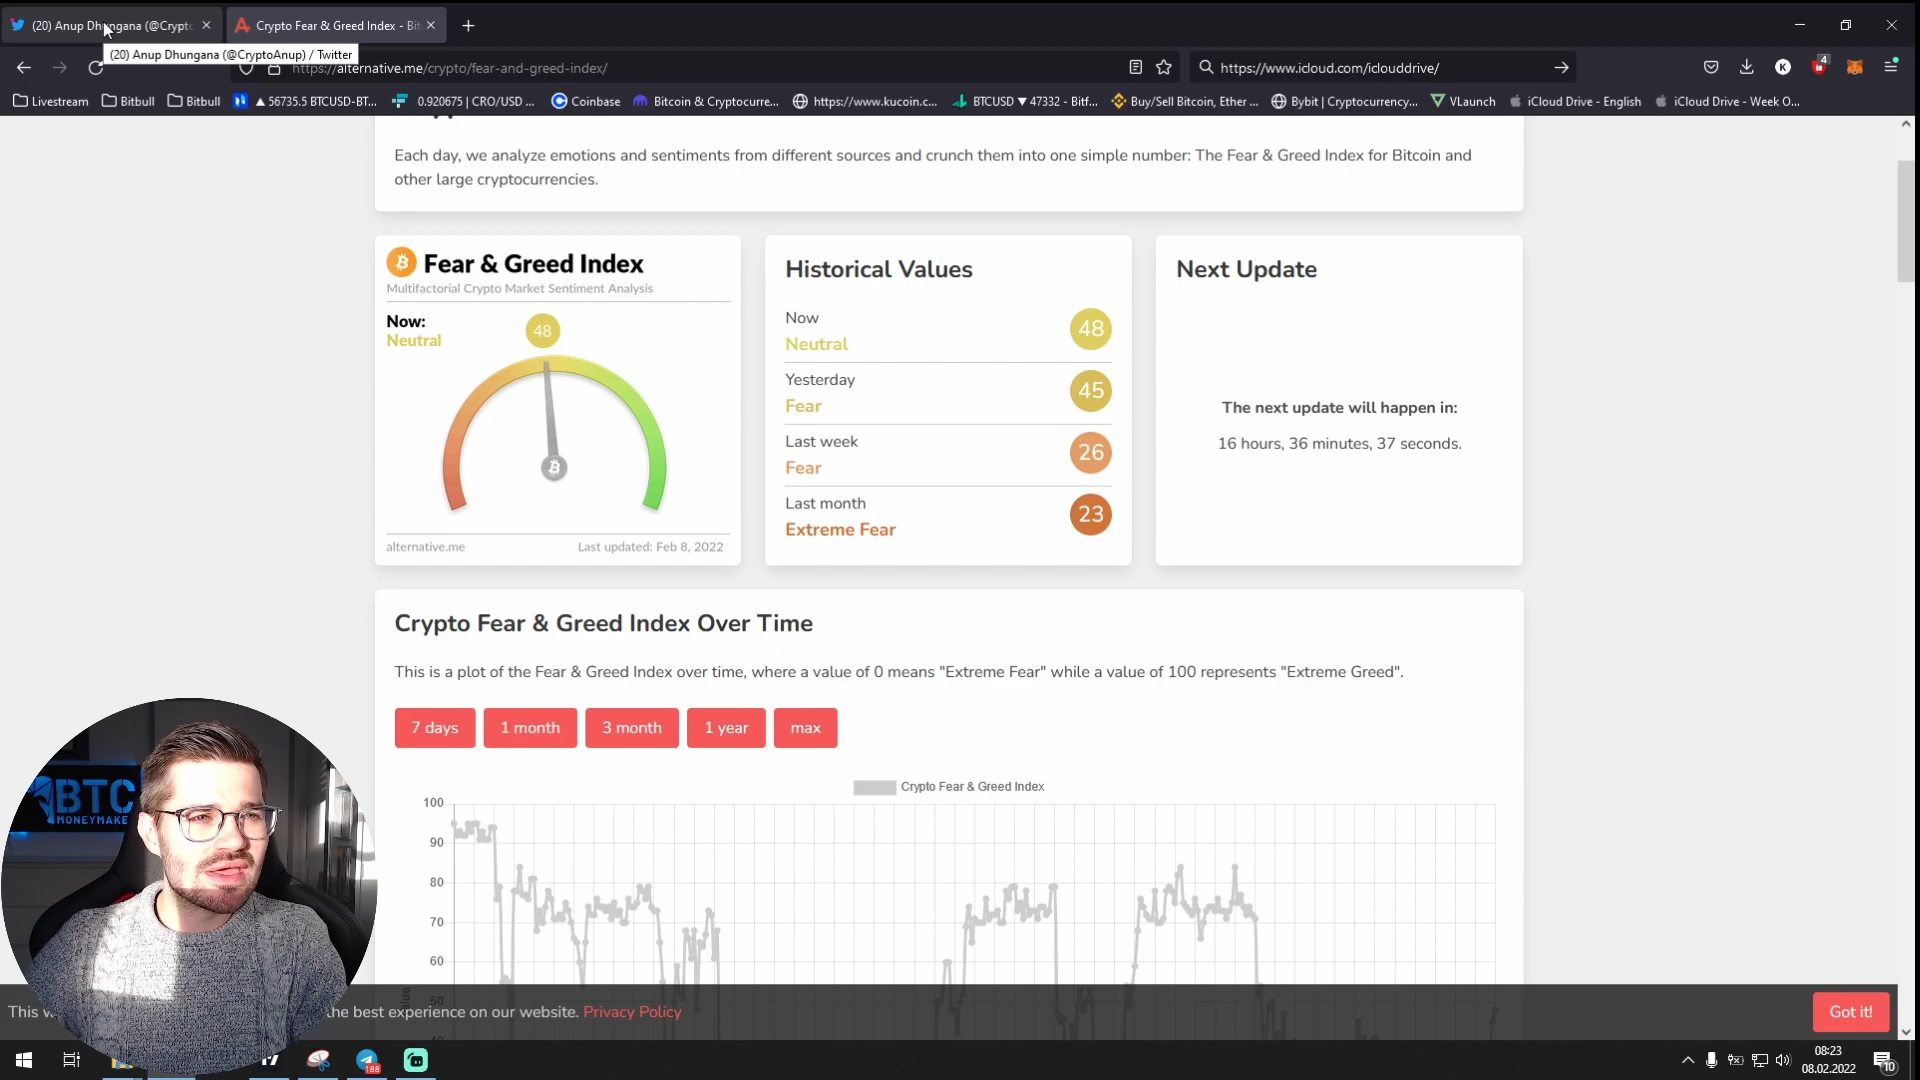 (20) Anup Dhungana (@Crypto
Crypto Fear & Greed Index - Bit
(20) Anup Dhungana (@CryptoAnup) / Twitter
https://alternative.me/crypto/fear-and-greed-index/
https://www.icloud.com/iclouddrive/
K
4
Livestream
Bitbull
Bitbull
▲ 56735.5 BTCUSD-BT...
0.920675 | CRO/USD ...
Coinbase
Bitcoin & Cryptocurre...
https://www.kucoin.c...
BTCUSD ▼ 47332 - Bitf...
Buy/Sell Bitcoin, Ether ...
Bybit | Cryptocurrency...
VLaunch
iCloud Drive - English
iCloud Drive - Week O...
Each day, we analyze emotions and sentiments from different sources and crunch them into one simple number: The Fear & Greed Index for Bitcoin and
other large cryptocurrencies.
Fear & Greed Index
Multifactorial Crypto Market Sentiment Analysis
Now:
Neutral
48
alternative.me
Last updated: Feb 8, 2022
Historical Values
Now
Neutral
48
Yesterday
Fear
45
Last week
Fear
26
Last month
Extreme Fear
23
Next Update
The next update will happen in:
16 hours, 36 minutes, 37 seconds.
Crypto Fear & Greed Index Over Time
This is a plot of the Fear & Greed Index over time, where a value of 0 means "Extreme Fear" while a value of 100 represents "Extreme Greed".
7 days
1 month
3 month
1 year
max
Crypto Fear & Greed Index
100
90
80
70
60
50
BTC
MONEYMAKE
the best experience on our website. Privacy Policy
Got it!
188
08:23
08.02.2022
10